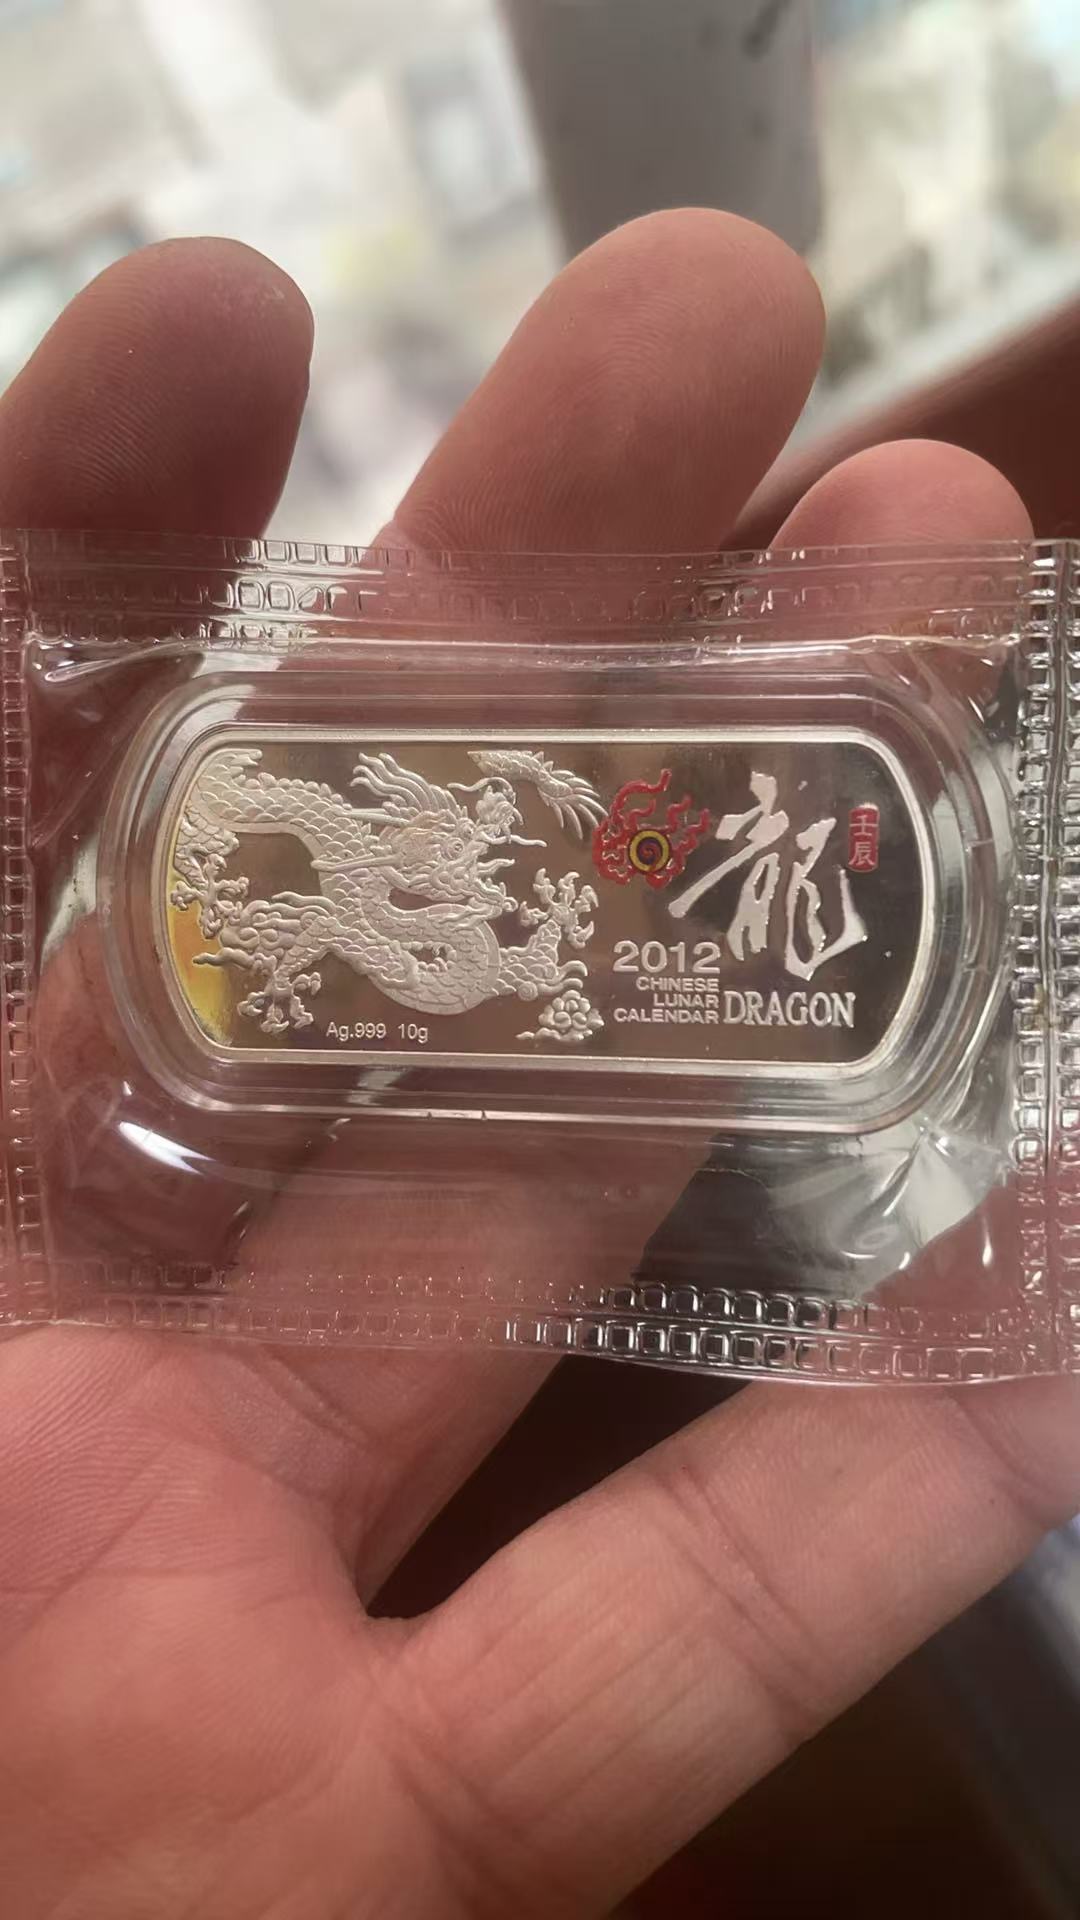 龍
壬辰
2012
CHINESE
LUNAR
CALENDAR DRAGON
Ag.999 10g